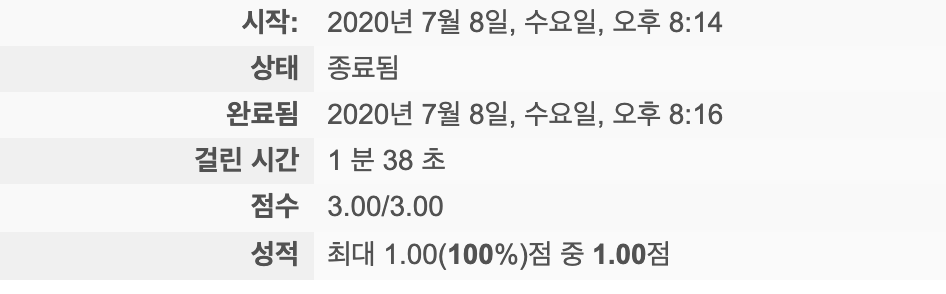 시작: 2020년 7월 8일, 수요일, 오후 8:14
상태 종료됨
완료됨 2020년 7월 8일, 수요일, 오후 8:16
걸린 시간 1 분 38 초
점수 3.00/3.00
성적 최대 1.00(100%)점 중 1.00점